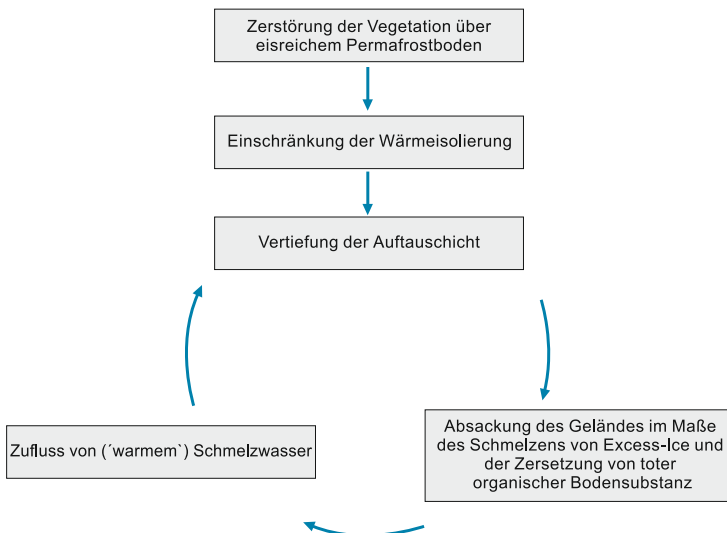 Zerstörung der Vegetation über
eisreichem Permafrostboden
Einschränkung der Wärmeisolierung
Vertiefung der Auftauschicht
Absackung des Geländes im Maße
des Schmelzens von Excess-Ice und
der Zersetzung von toter
organischer Bodensubstanz
Zufluss von (´warmem`) Schmelzwasser